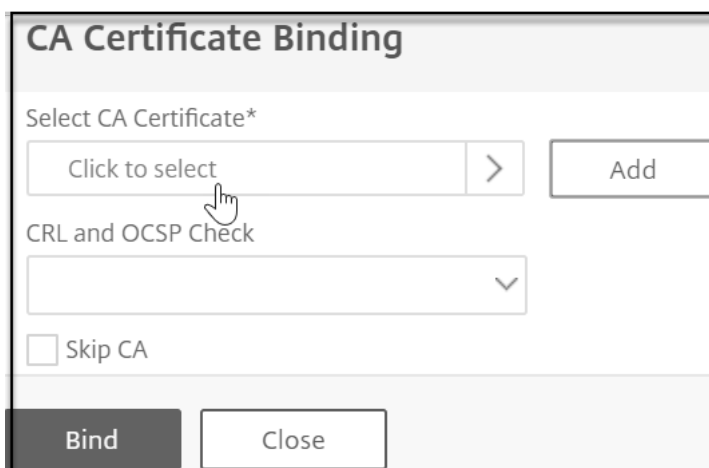 CA Certificate Binding
Select CA Certificate*
Click to select
Add
CRL and OCSP Check
Skip CA
Bind
Close